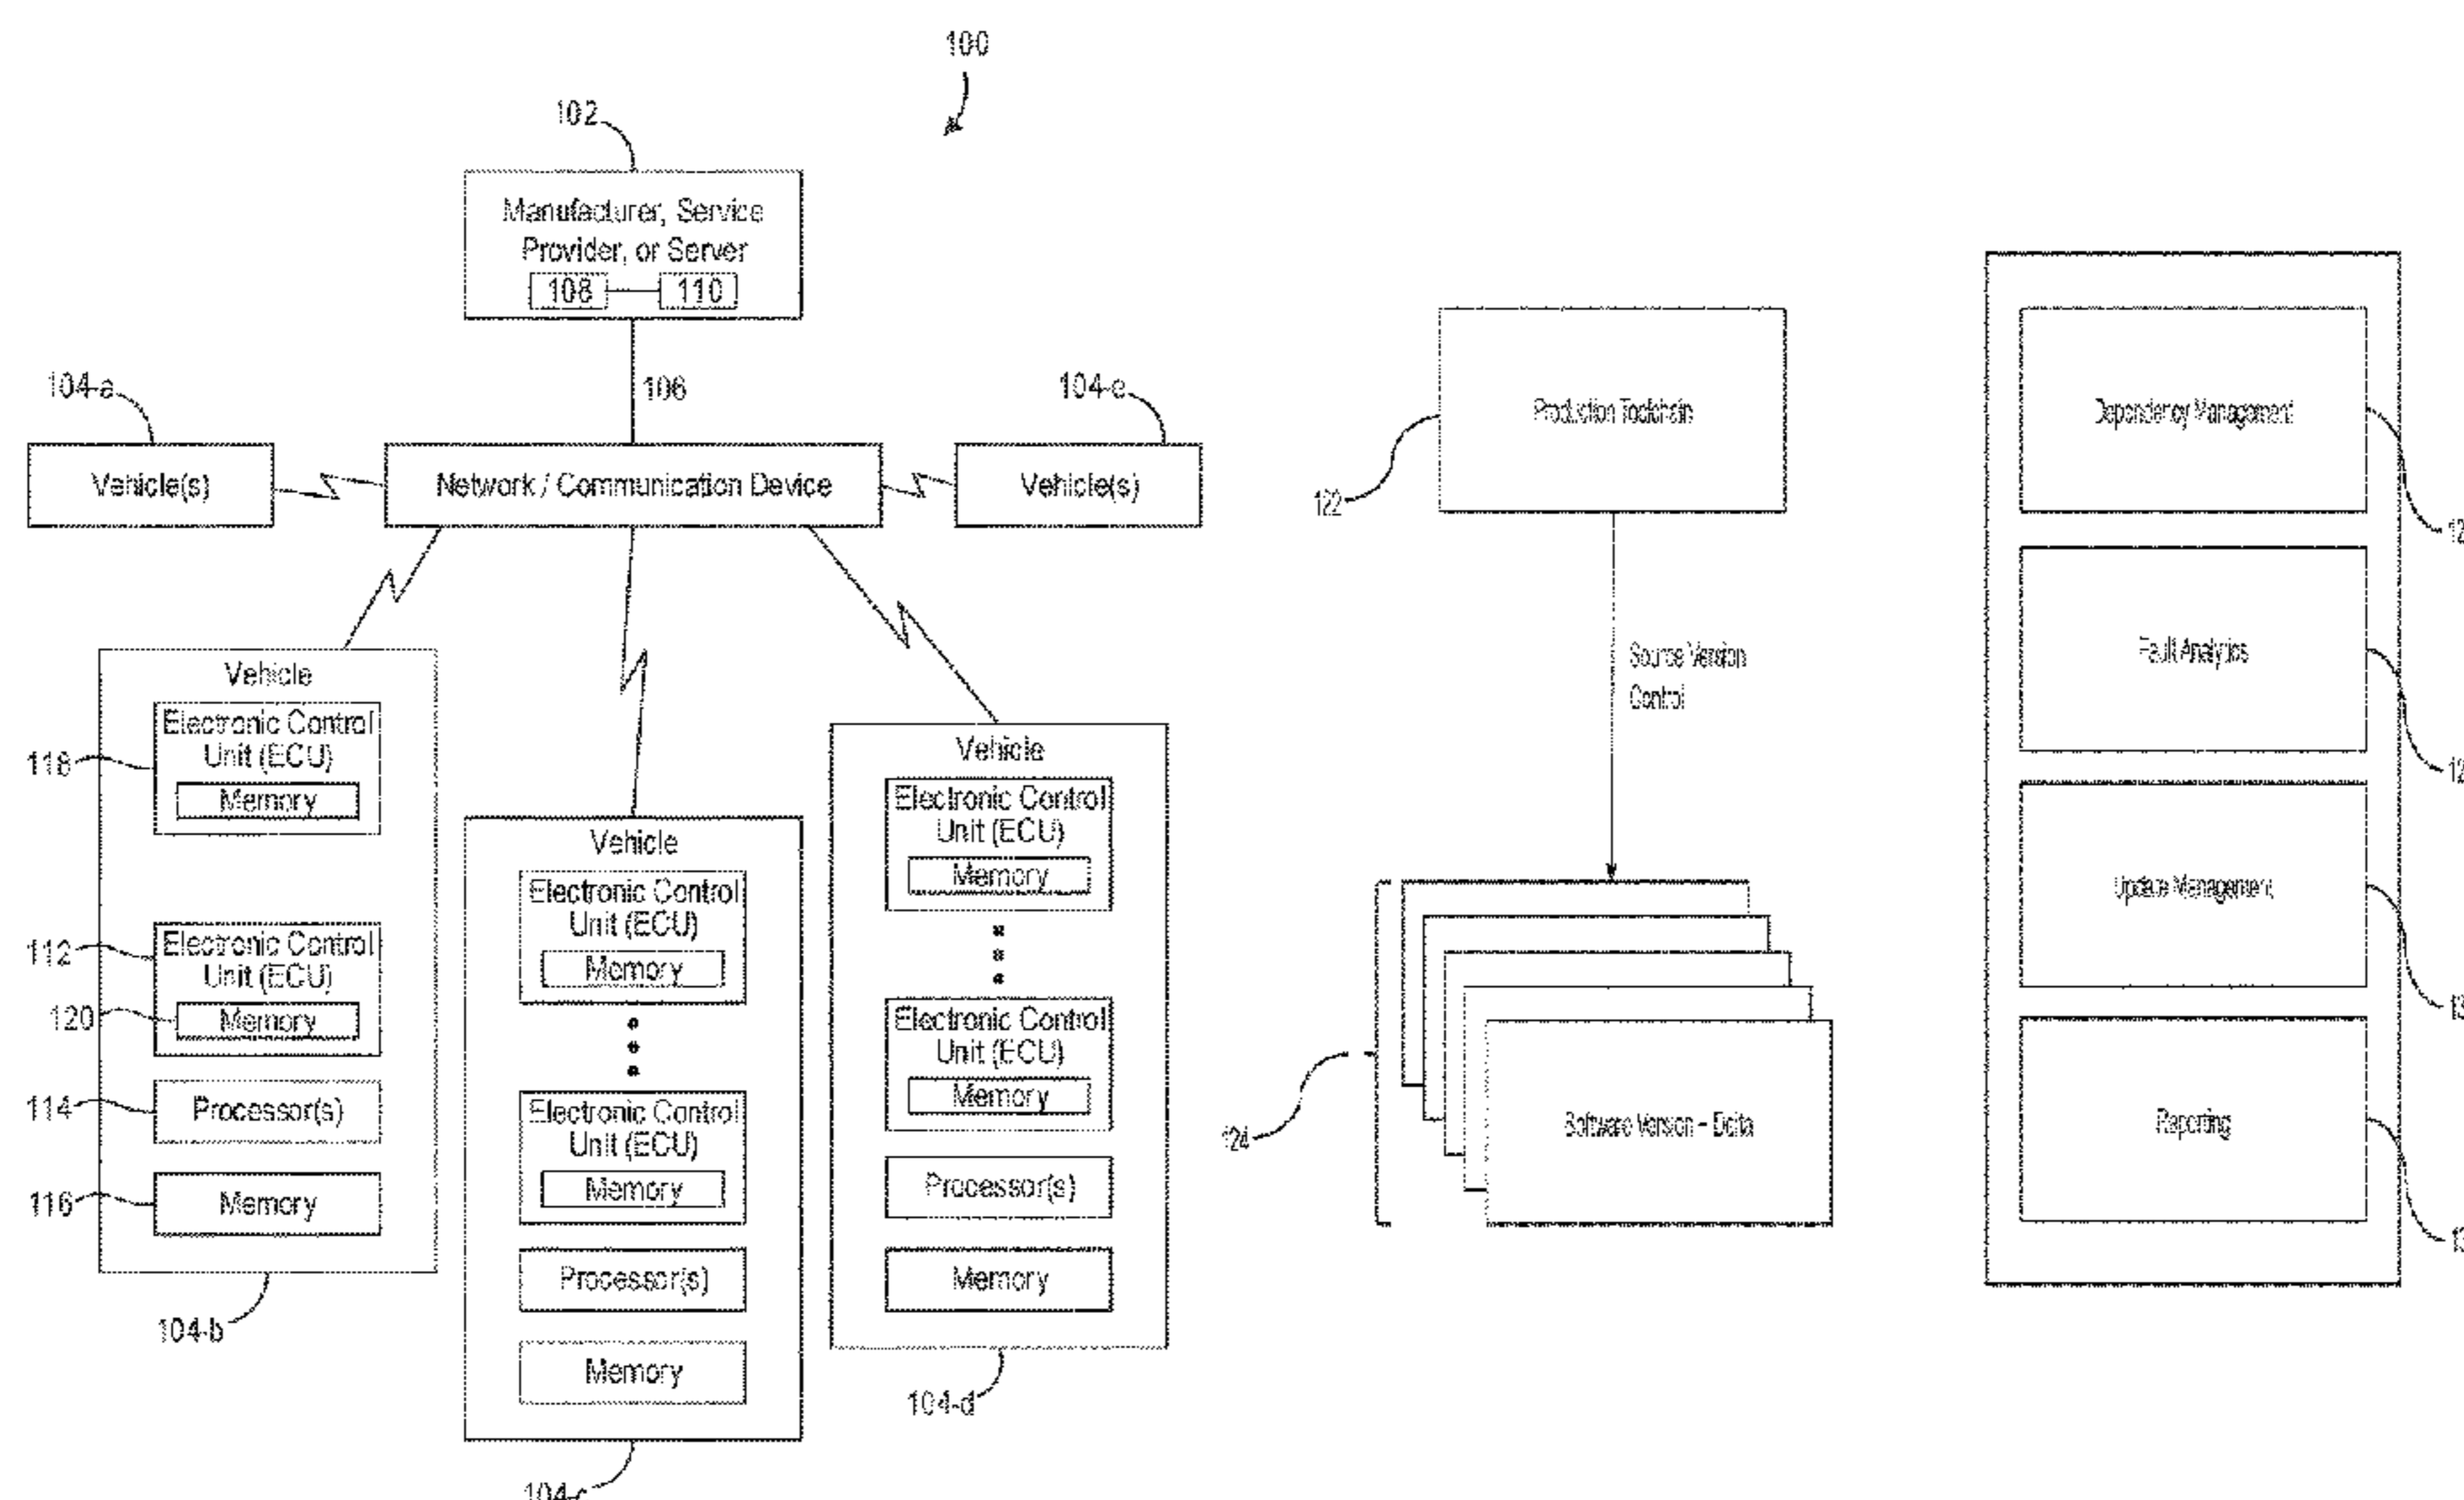 100
102
Manufacturer, Service
Provider, or Server
108
110
106
104-a
104-e
Vehicle(s)
Network / Communication Device
Vehicle(s)
Vehicle
Electronic Control
Unit (ECU)
Memory
118
Electronic Control
Unit (ECU)
Memory
112
120
Processor(s)
114
Memory
116
104-b
Vehicle
Electronic Control
Unit (ECU)
Memory
Electronic Control
Unit (ECU)
Memory
Processor(s)
Memory
104-c
Vehicle
Electronic Control
Unit (ECU)
Memory
Electronic Control
Unit (ECU)
Memory
Processor(s)
Memory
104-d
Production Toolchain
122
Source Version
Control
Software Version - Delta
124
Dependency Management
Fault Analytics
Update Management
Reporting